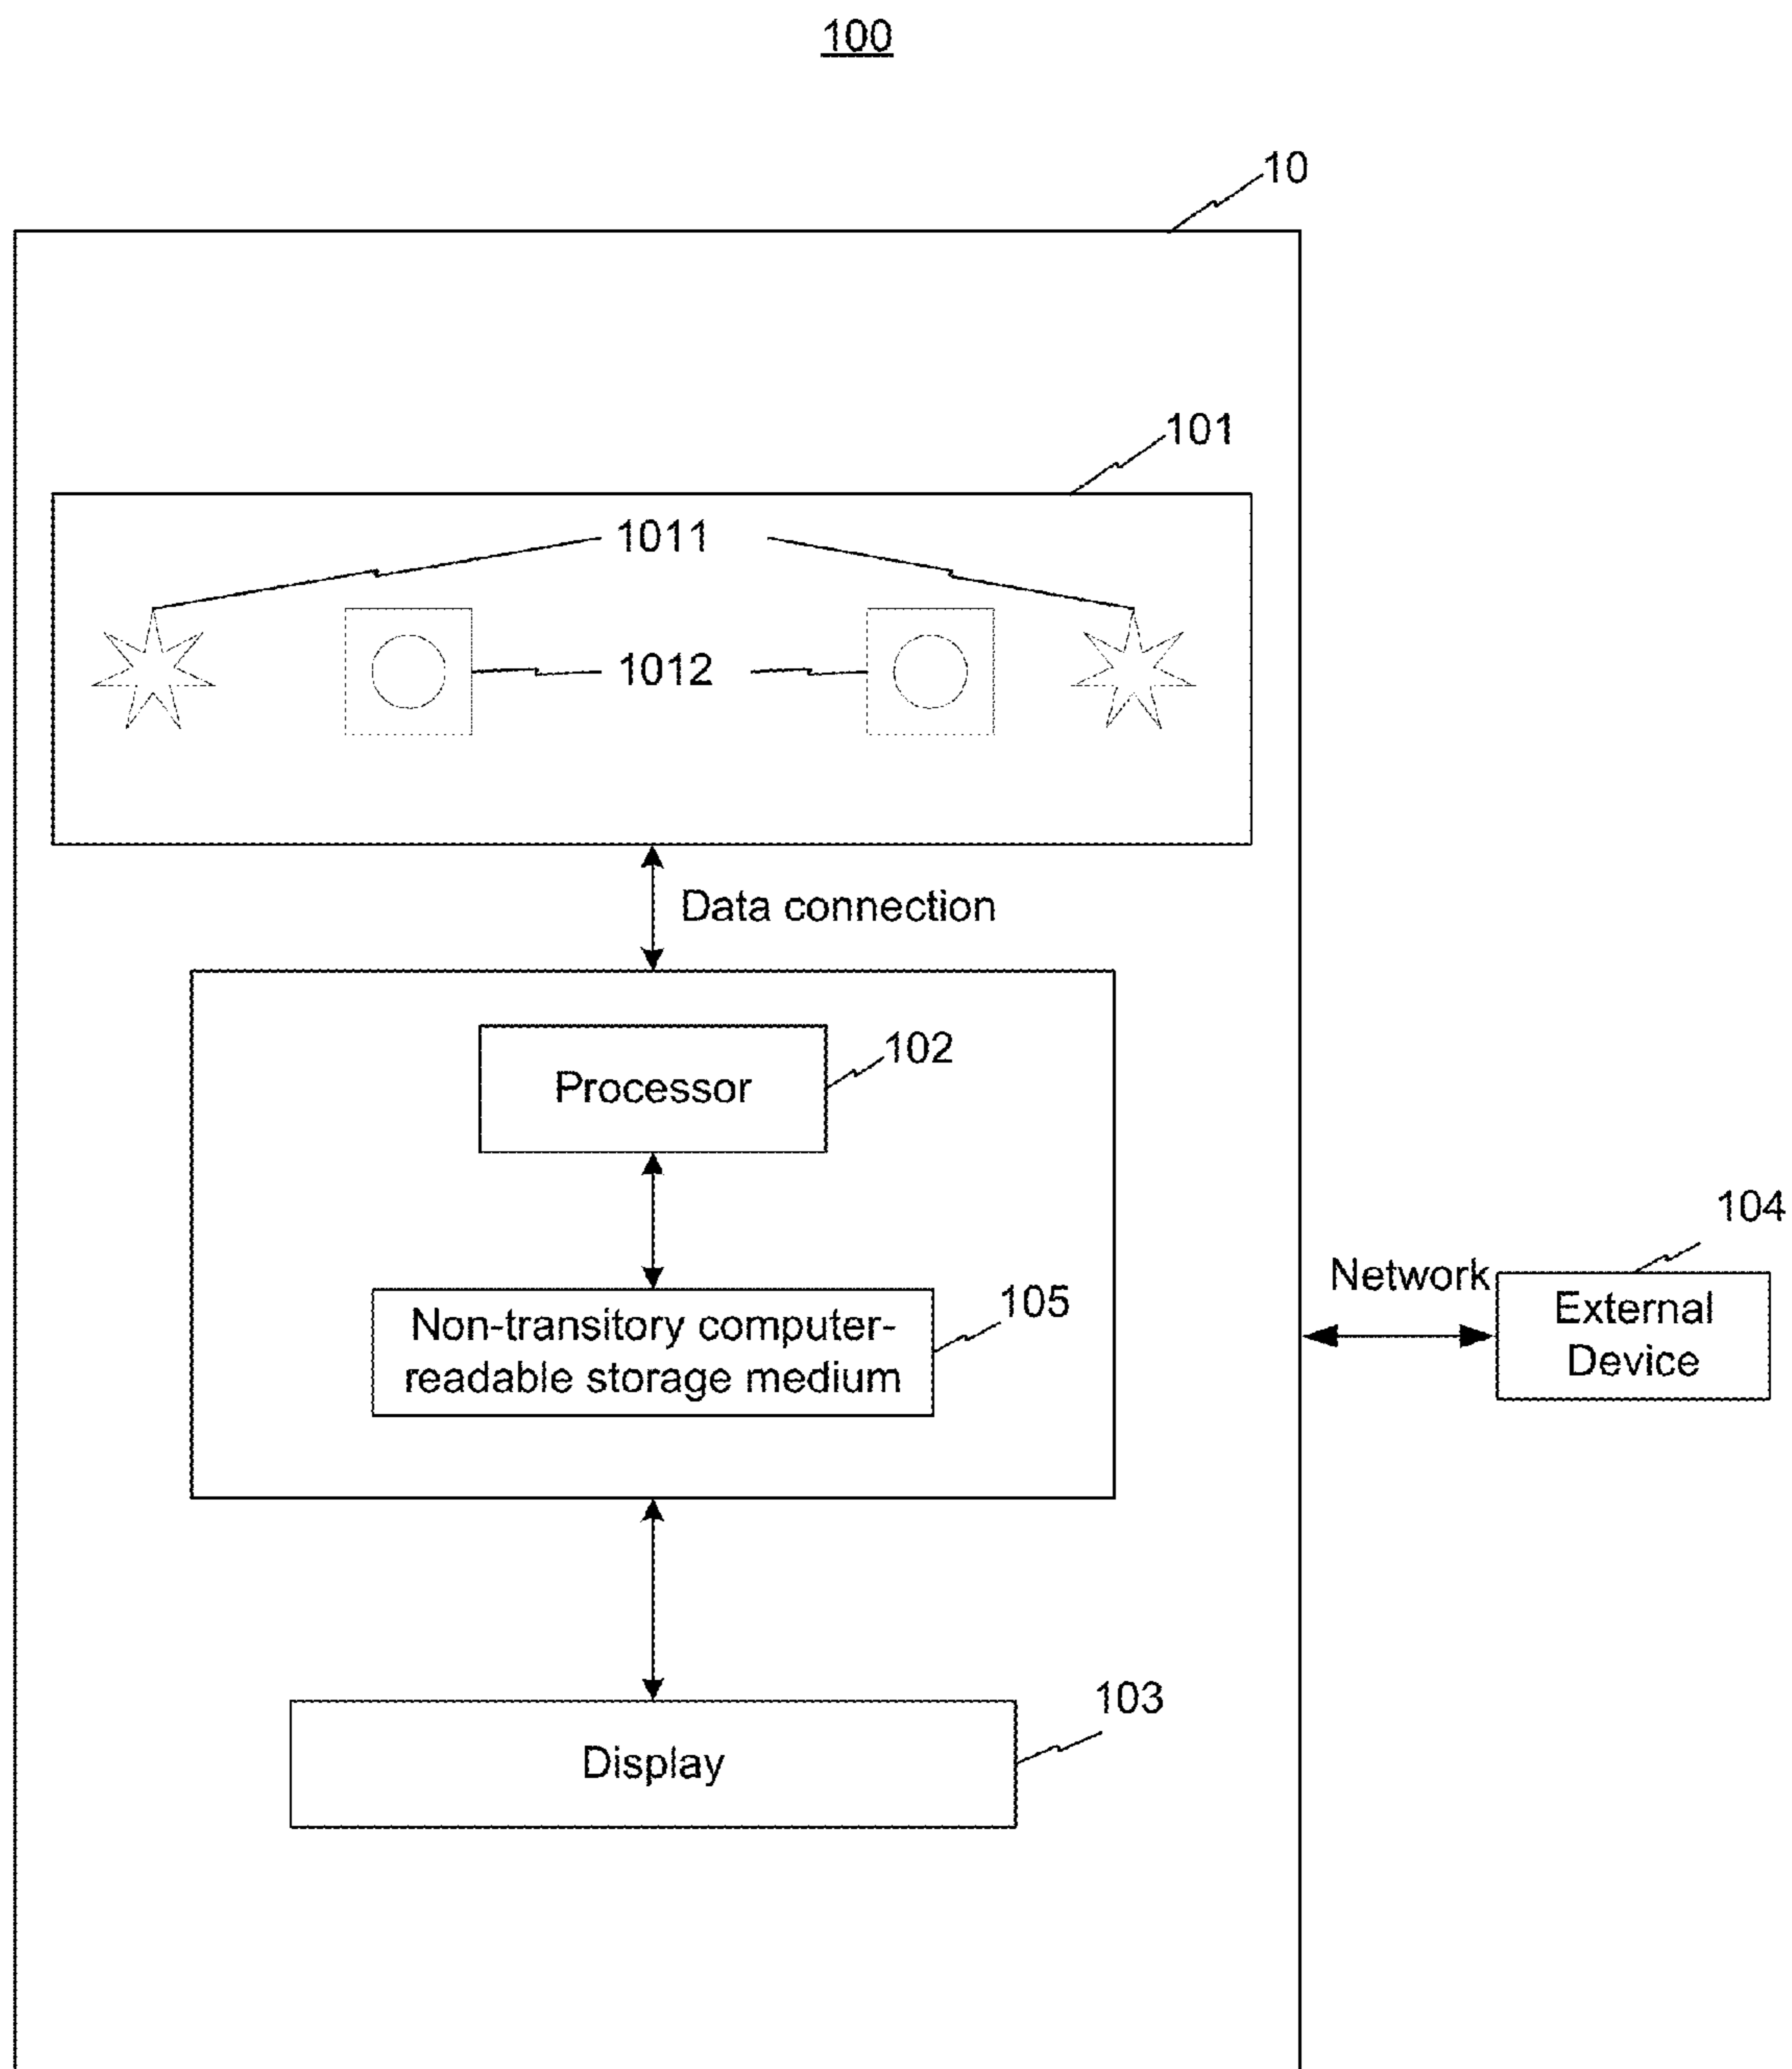 100
10
101
1011
1012
Data connection
102
Processor
105
Non-transitory computer-
readable storage medium
104
Network
External
Device
103
Display